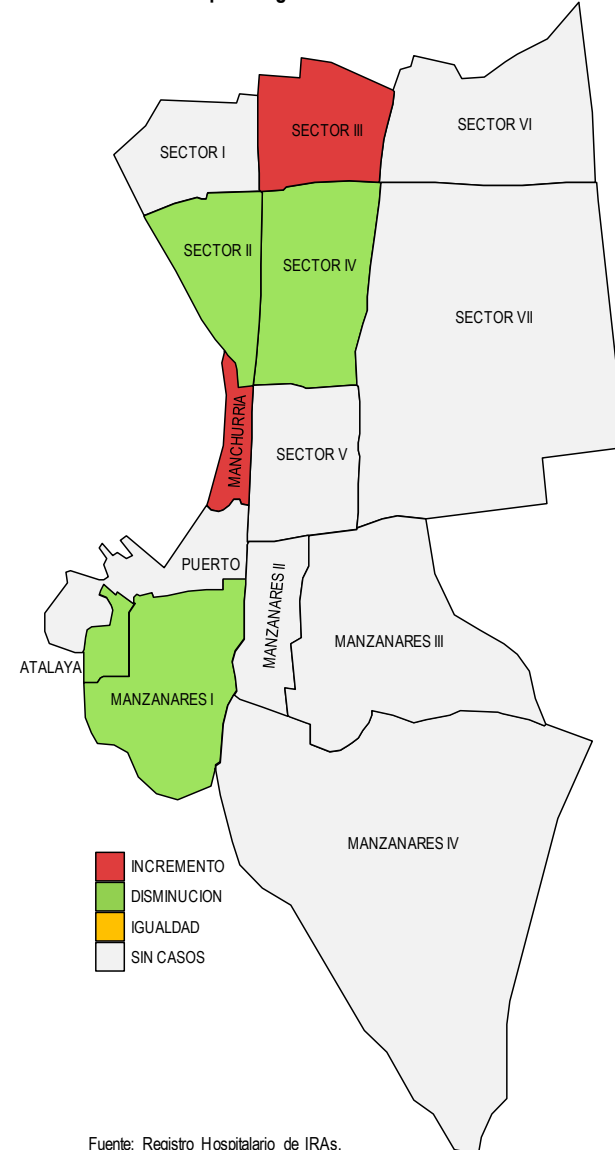 SECTOR III
SECTOR VI
SECTOR I
SECTOR II
SECTOR IV
SECTOR VII
MANCHURRIA
SECTOR V
PUERTO
MANZANARES II
MANZANARES III
ATALAYA
MANZANARES I
MANZANARES IV
INCREMENTO
DISMINUCION
IGUALDAD
SIN CASOS
Fuente: Registro Hospitalario de IRAs.